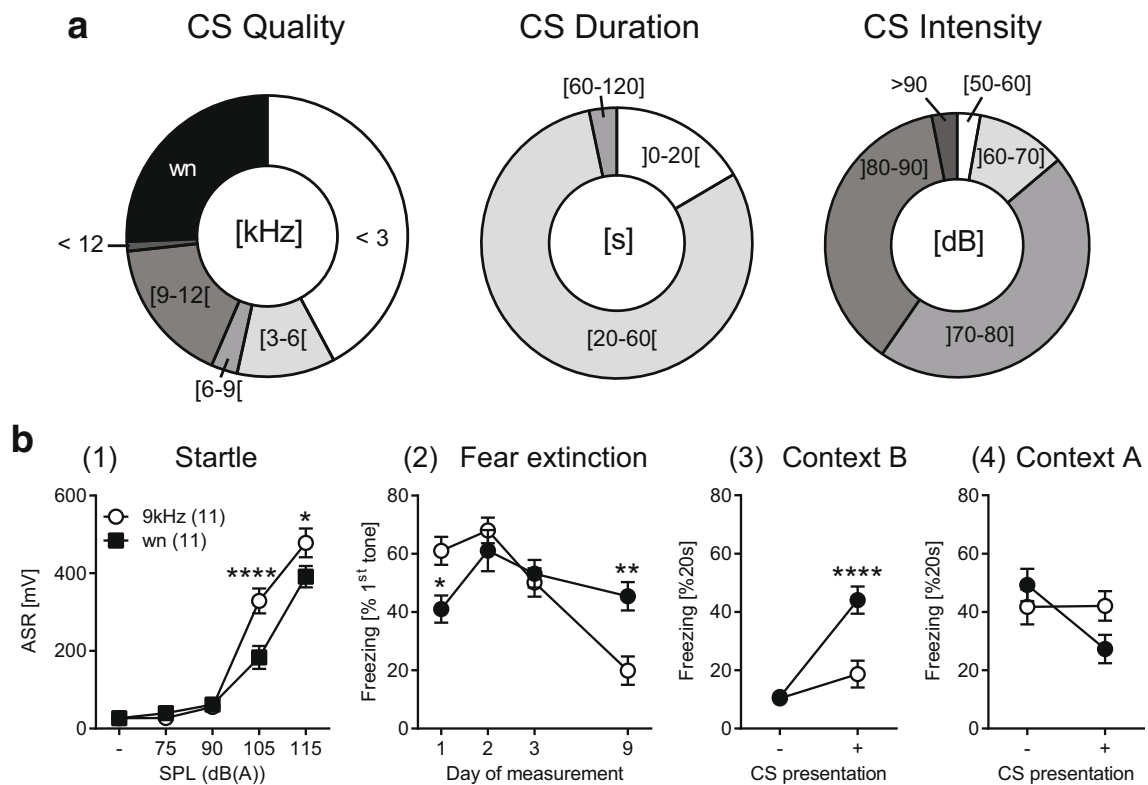 a
CS Quality
CS Duration
CS Intensity
[60-120]
>90
[50-60]
wn
]0-20[
]80-90]
]60-70]
[kHz]
< 3
[s]
[dB]
< 12
[9-12[
[3-6[
[6-9[
[20-60[
]70-80]
b
(1) Startle
(2) Fear extinction
(3) Context B
(4) Context A
600
400
200
0
ASR [mV]
9kHz (11)
wn (11)
****
*
- 75 90 105 115
SPL (dB(A))
80
60
40
20
0
Freezing [% 1st tone]
*
**
1 2 3 9
Day of measurement
80
60
40
20
0
Freezing [%20s]
****
- +
CS presentation
80
60
40
20
0
Freezing [%20s]
- +
CS presentation